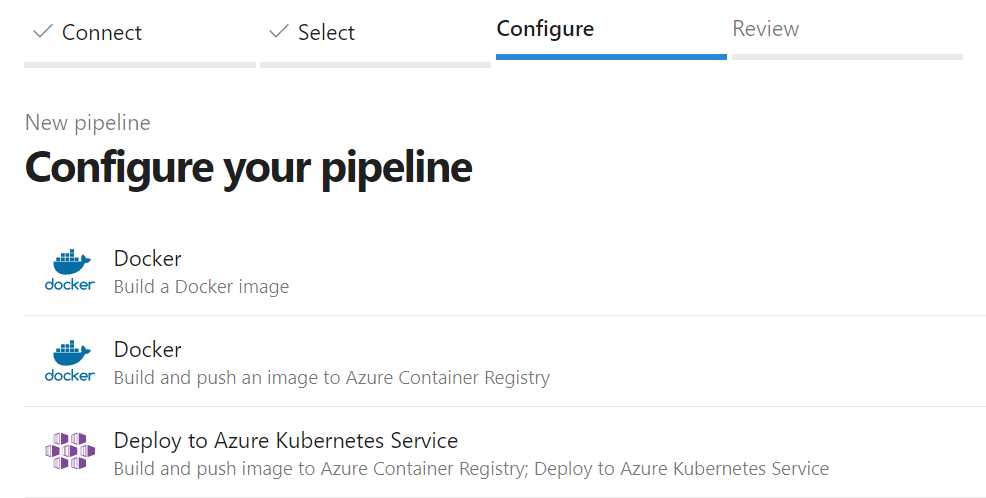 Connect
Select
Configure
Review
New pipeline
Configure your pipeline
docker
Docker
Build a Docker image
docker
Docker
Build and push an image to Azure Container Registry
Deploy to Azure Kubernetes Service
Build and push image to Azure Container Registry; Deploy to Azure Kubernetes Service